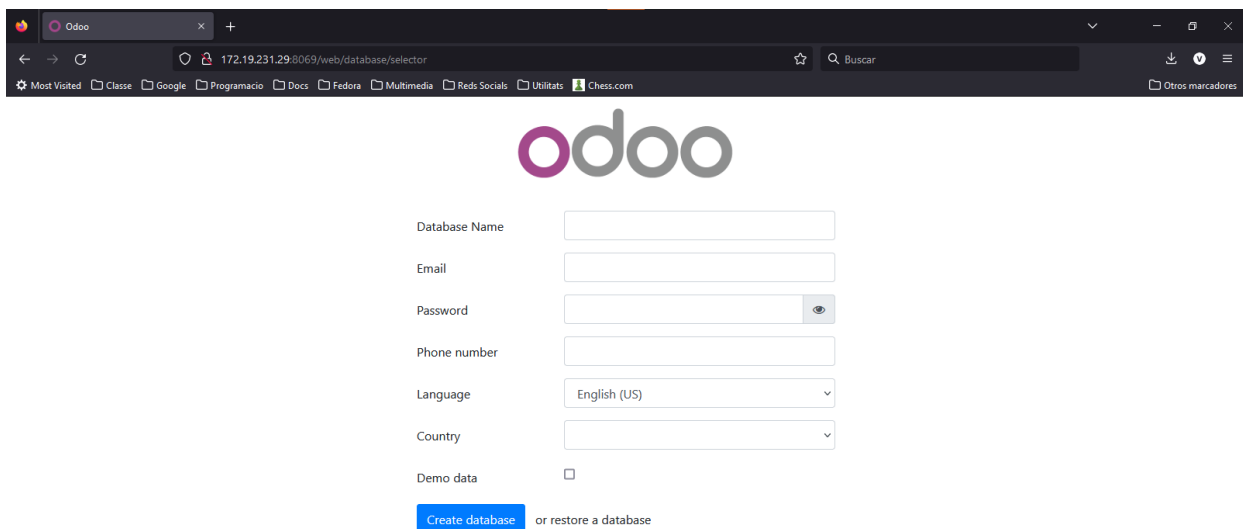 Odoo
172.19.231.29:8069/web/database/selector
Buscar
V
Most Visited Classe Google Programacio Docs Fedora Multimedia Reds Socials Utilitats Chess.com Otros marcadores
odoo
Database Name
Email
Password
Phone number
Language English (US)
Country
Demo data
Create database or restore a database